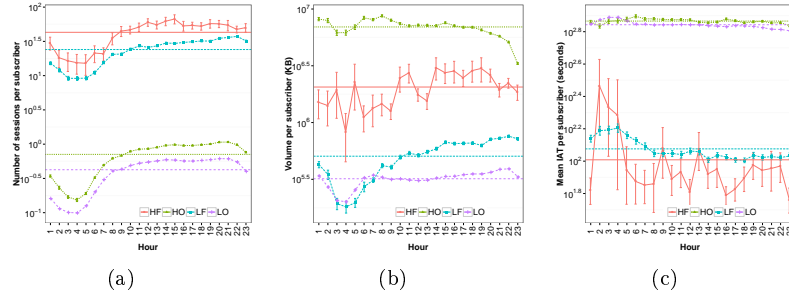 Number of sessions per subscriber
10^2
10^1.5
10^1
10^0.5
10^0
10^-0.5
10^-1
1 2 3 4 5 6 7 8 9 10 11 12 13 14 15 16 17 18 19 20 21 22 23
HF HO LF LO
Hour
(a)
Volume per subscriber (KB)
10^7
10^6.5
10^6
10^5.5
1 2 3 4 5 6 7 8 9 10 11 12 13 14 15 16 17 18 19 20 21 22 23
HF HO LF LO
Hour
(b)
Mean IAT per subscriber (seconds)
10^2.8
10^2.6
10^2.4
10^2.2
10^2
10^1.8
1 2 3 4 5 6 7 8 9 10 11 12 13 14 15 16 17 18 19 20 21 22 23
HF HO LF LO
Hour
(c)